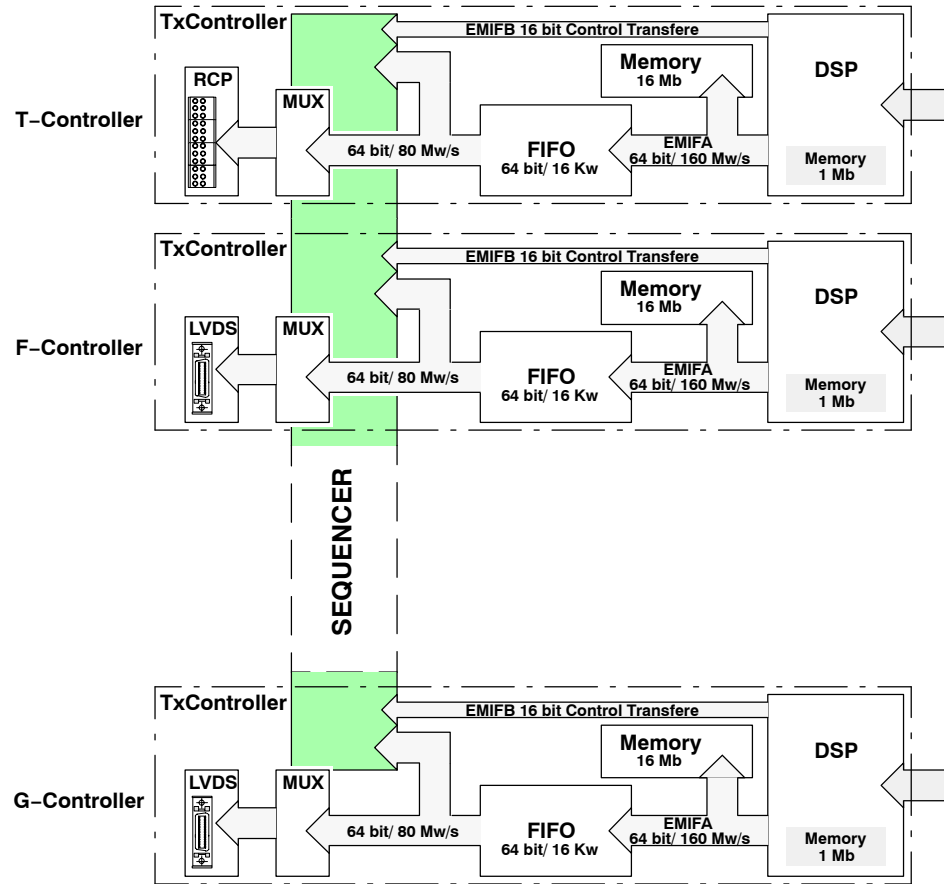 TxController
EMIFB 16 bit Control Transfere
RCP
MUX
Memory
16 Mb
DSP
T-Controller
64 bit/ 80 Mw/s
FIFO
64 bit/ 16 Kw
EMIFA
64 bit/ 160 Mw/s
Memory
1 Mb
TxController
EMIFB 16 bit Control Transfere
LVDS
MUX
Memory
16 Mb
DSP
F-Controller
64 bit/ 80 Mw/s
FIFO
64 bit/ 16 Kw
EMIFA
64 bit/ 160 Mw/s
Memory
1 Mb
SEQUENCER
TxController
EMIFB 16 bit Control Transfere
LVDS
MUX
Memory
16 Mb
DSP
G-Controller
64 bit/ 80 Mw/s
FIFO
64 bit/ 16 Kw
EMIFA
64 bit/ 160 Mw/s
Memory
1 Mb